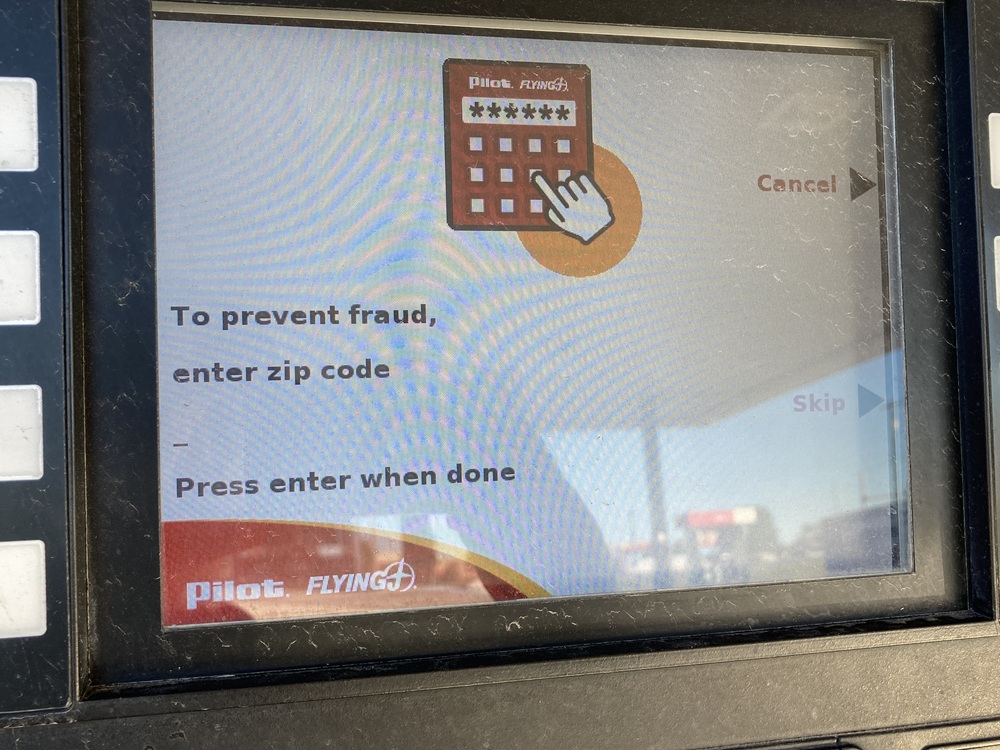 Pilot. FLYING J
******
Cancel
To prevent fraud,
enter zip code
Skip
_
Press enter when done
Pilot. FLYING J